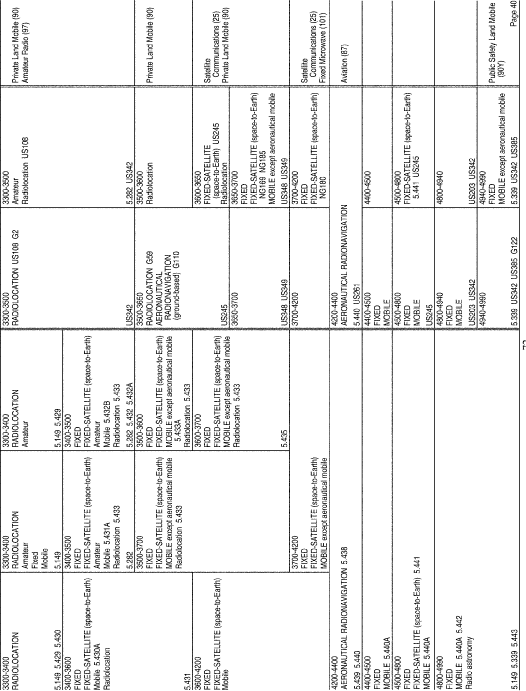 3300-3400
RADIOLOCATION
5.149 5.429 5.430
3400-3600
FIXED
FIXED-SATELLITE (space-to-Earth)
Mobile 5.430A
Radiolocation
5.431
3600-4200
FIXED
FIXED-SATELLITE (space-to-Earth)
Mobile
3300-3400
RADIOLOCATION
Amateur
Fixed
Mobile
5.149
3400-3500
FIXED
FIXED-SATELLITE (space-to-Earth)
Amateur
Mobile 5.431A
Radiolocation 5.433
5.282
3500-3700
FIXED
FIXED-SATELLITE (space-to-Earth)
MOBILE except aeronautical mobile
Radiolocation 5.433
3700-4200
FIXED
FIXED-SATELLITE (space-to-Earth)
MOBILE except aeronautical mobile
3300-3400
RADIOLOCATION
Amateur
5.149 5.429
3400-3500
FIXED
FIXED-SATELLITE (space-to-Earth)
Amateur
Mobile 5.432B
Radiolocation 5.433
5.282 5.432 5.432A
3500-3600
FIXED
FIXED-SATELLITE (space-to-Earth)
MOBILE except aeronautical mobile
5.433A
Radiolocation 5.433
3600-3700
FIXED
FIXED-SATELLITE (space-to-Earth)
MOBILE except aeronautical mobile
Radiolocation 5.433
5.435
4200-4400
AERONAUTICAL RADIONAVIGATION 5.438
5.439 5.440
4400-4500
FIXED
MOBILE 5.440A
4500-4800
FIXED
FIXED-SATELLITE (space-to-Earth) 5.441
MOBILE 5.440A
4800-4990
FIXED
MOBILE 5.440A 5.442
Radio astronomy
5.149 5.339 5.443
3300-3500
RADIOLOCATION US108 G2
US342
3500-3650
RADIOLOCATION G59
AERONAUTICAL
RADIONAVIGATION
(ground-based) G110
US245
3650-3700
US348 US349
3700-4200
3300-3500
Amateur
Radiolocation US108
5.282 US342
3500-3600
Radiolocation
3600-3650
FIXED-SATELLITE
(space-to-Earth) US245
Radiolocation
3650-3700
FIXED
FIXED-SATELLITE (space-to-Earth)
NG169 NG185
MOBILE except aeronautical mobile
US348 US349
3700-4200
FIXED
FIXED-SATELLITE (space-to-Earth)
NG180
4200-4400
AERONAUTICAL RADIONAVIGATION
5.440 US261
4400-4500
FIXED
MOBILE
4500-4800
FIXED
MOBILE
US245
4800-4940
FIXED
MOBILE
US203 US342
4940-4990
5.339 US342 US385 G122
4400-4500
4500-4800
FIXED-SATELLITE (space-to-Earth)
5.441 US245
4800-4940
US203 US342
4940-4990
FIXED
MOBILE except aeronautical mobile
5.339 US342 US385
Private Land Mobile (90)
Amateur Radio (97)
Private Land Mobile (90)
Satellite
Communications (25)
Private Land Mobile (90)
Satellite
Communications (25)
Fixed Microwave (101)
Aviation (87)
Public Safety Land Mobile
(90Y)
Page 40